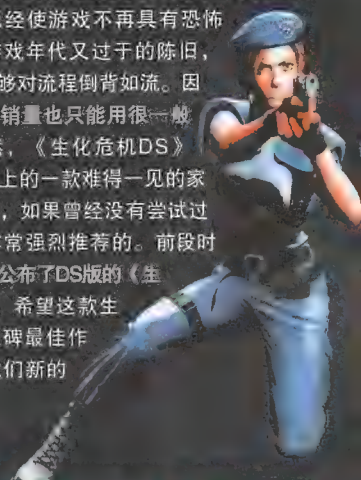 经使游戏不再具有恐怖
戏年代又过于的陈旧，
够对流程倒背如流。因
销量也只能用很一般
，《生化危机DS》
上的一款难得一见的家
，如果曾经没有尝试过
常强烈推荐的。前段时
公布了DS版的《生
希望这款生
碑最佳作
们新的